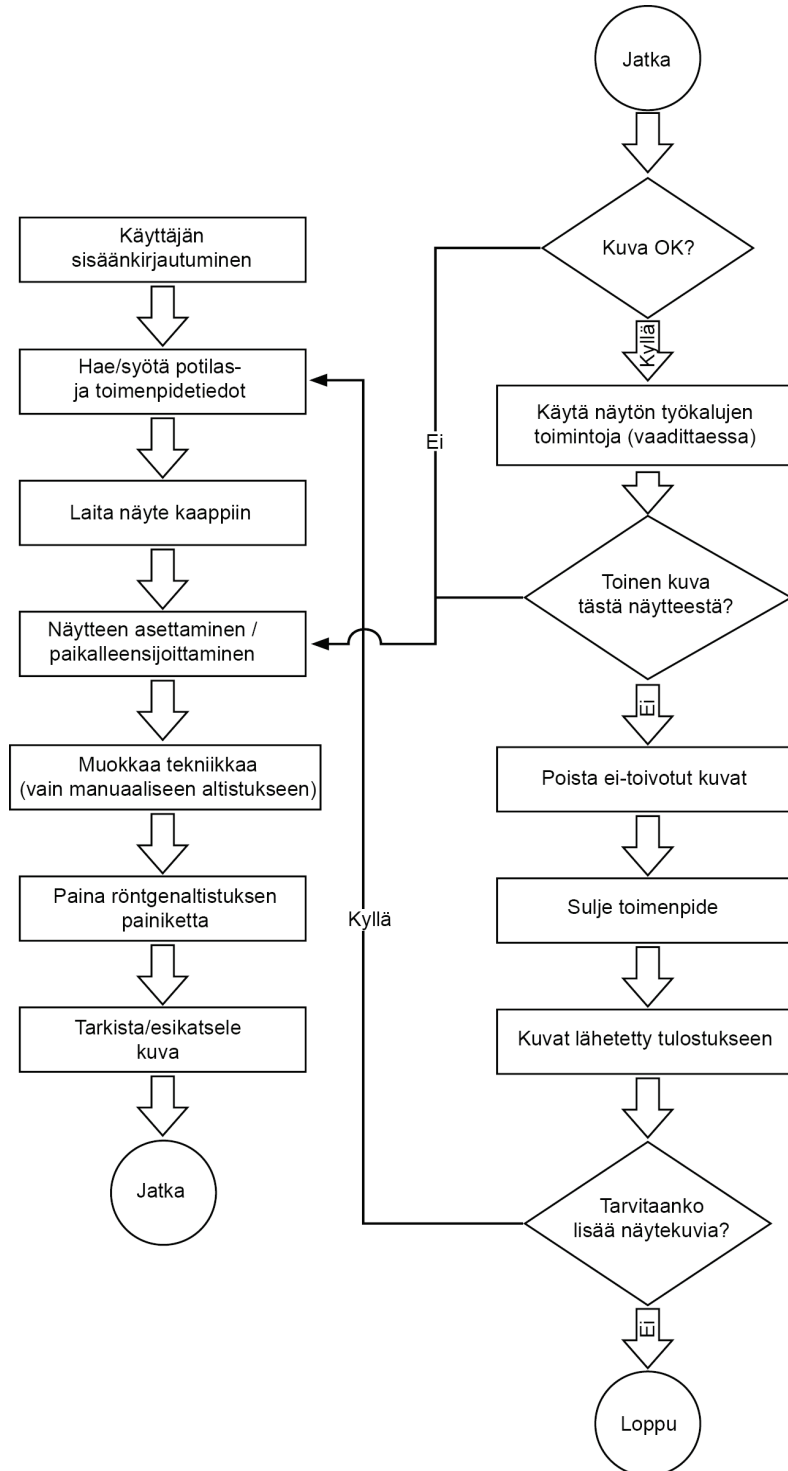 Käyttäjän
sisäänkirjautuminen
Hae/syötä potilas-
ja toimenpidetiedot
Laita näyte kaappiin
Näytteen asettaminen /
paikalleensijoittaminen
Muokkaa tekniikkaa
(vain manuaaliseen altistukseen)
Paina röntgenaltistuksen
painiketta
Tarkista/esikatsele
kuva
Jatka
Jatka
Kuva OK?
Ei
Kyllä
Käytä näytön työkalujen
toimintoja (vaadittaessa)
Toinen kuva
tästä näytteestä?
Ei
Poista ei-toivotut kuvat
Sulje toimenpide
Kuvat lähetetty tulostukseen
Tarvitaanko
lisää näytekuvia?
Kyllä
Ei
Loppu